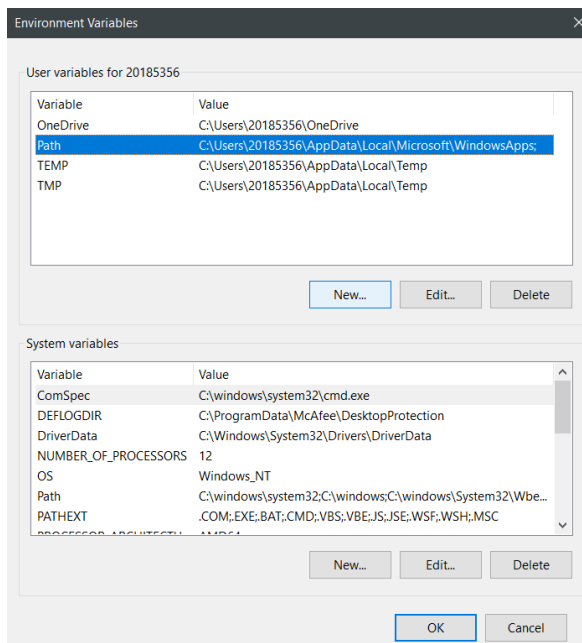 Environment Variables
User variables for 20185356
Variable Value
OneDrive C:\Users\20185356\OneDrive
Path C:\Users\20185356\AppData\Local\Microsoft\WindowsApps;
TEMP C:\Users\20185356\AppData\Local\Temp
TMP C:\Users\20185356\AppData\Local\Temp
New... Edit... Delete
System variables
Variable Value
ComSpec C:\windows\system32\cmd.exe
DEFLOGDIR C:\ProgramData\McAfee\DesktopProtection
DriverData C:\Windows\System32\Drivers\DriverData
NUMBER_OF_PROCESSORS 12
OS Windows_NT
Path C:\windows\system32;C:\windows;C:\windows\System32\Wbe...
PATHEXT .COM;.EXE;.BAT;.CMD;.VBS;.VBE;.JS;.JSE;.WSF;.WSH;.MSC
New... Edit... Delete
OK Cancel